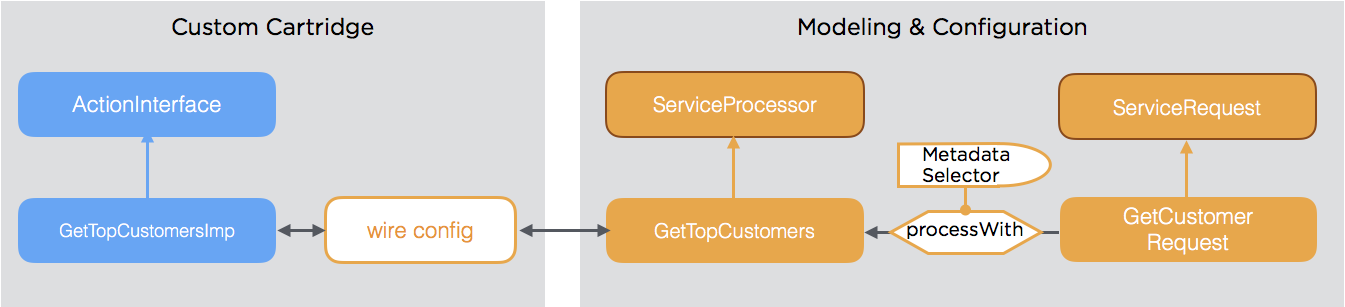 Custom Cartridge
Modeling & Configuration
ActionInterface
ServiceProcessor
ServiceRequest
Metadata
Selector
GetTopCustomersImp
wire config
GetTopCustomers
processWith
GetCustomer
Request